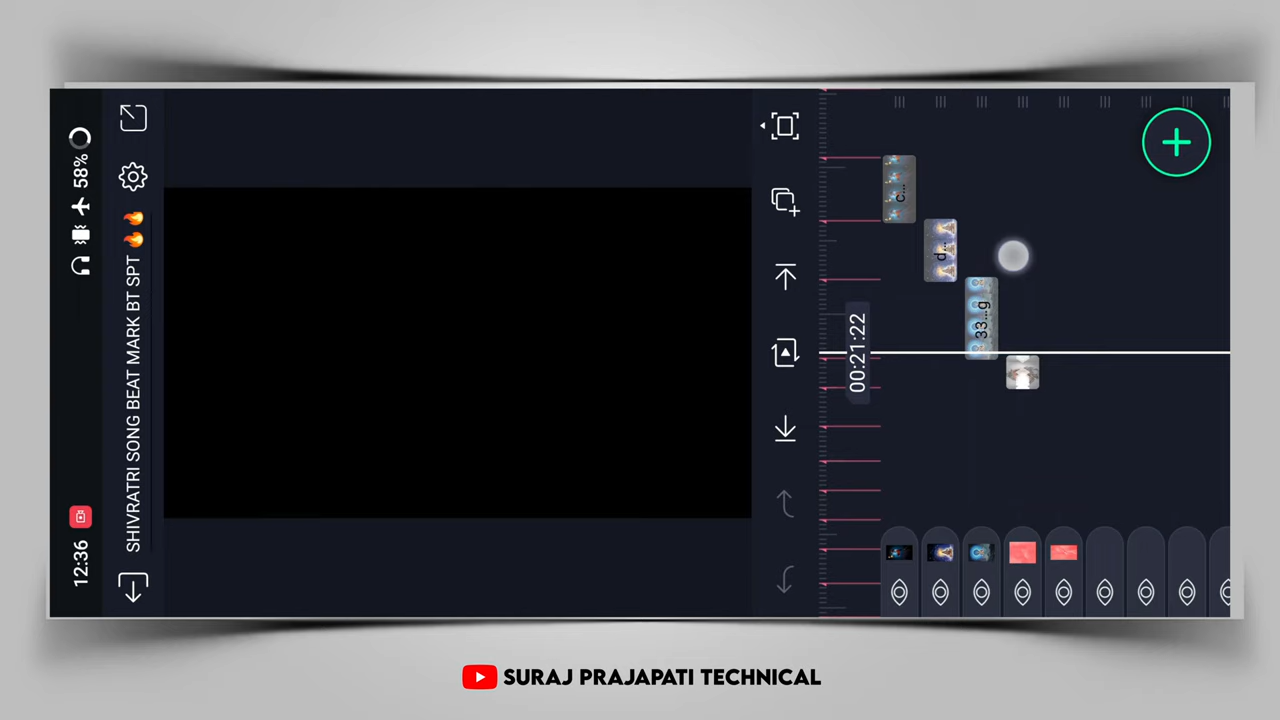 12:36
58%
SHIVRATRI SONG BEAT MARK BT SPT 🔥🔥
00:21:22
c...
d...
33...g
SURAJ PRAJAPATI TECHNICAL